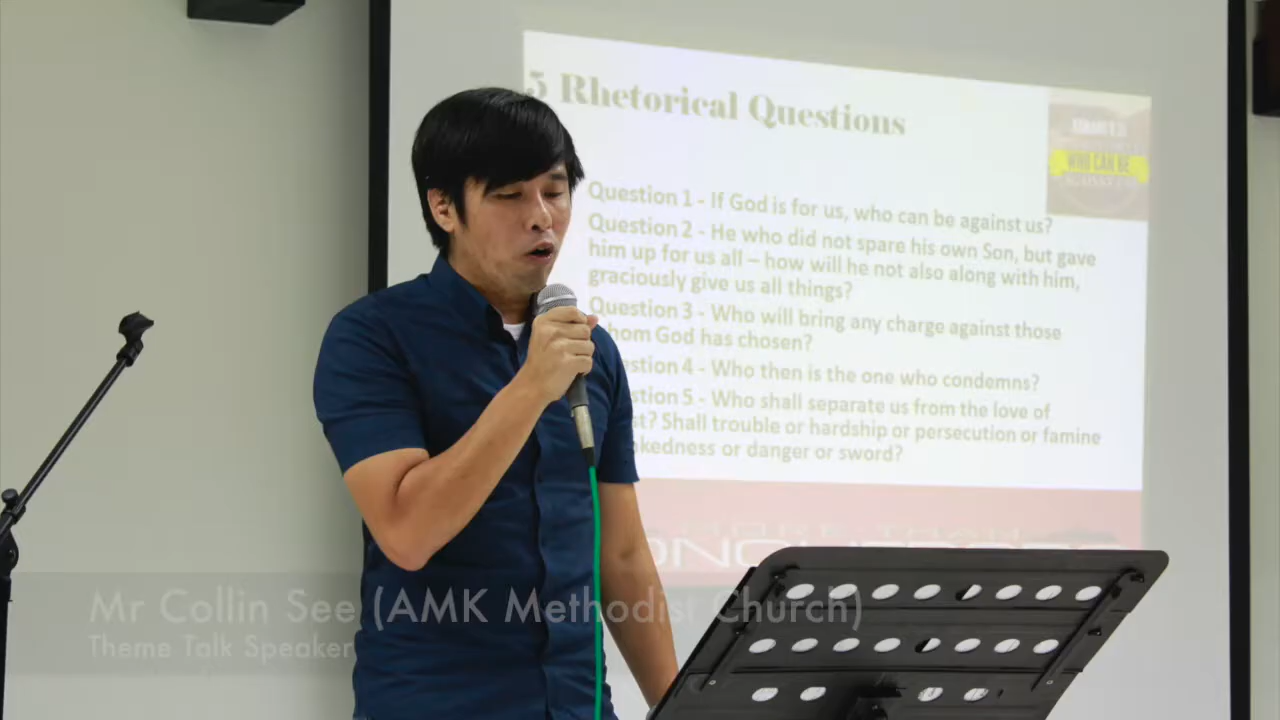 5 Rhetorical Questions
WHO CAN BE
Question 1 - If God is for us, who can be against us?
Question 2 - He who did not spare his own Son, but gave
him up for us all – how will he not also along with him,
graciously give us all things?
Question 3 - Who will bring any charge against those
hom God has chosen?
estion 4 - Who then is the one who condemns?
stion 5 - Who shall separate us from the love of
st? Shall trouble or hardship or persecution or famine
kedness or danger or sword?
Mr Collin See (AMK Methodist Church)
Theme Talk Speaker